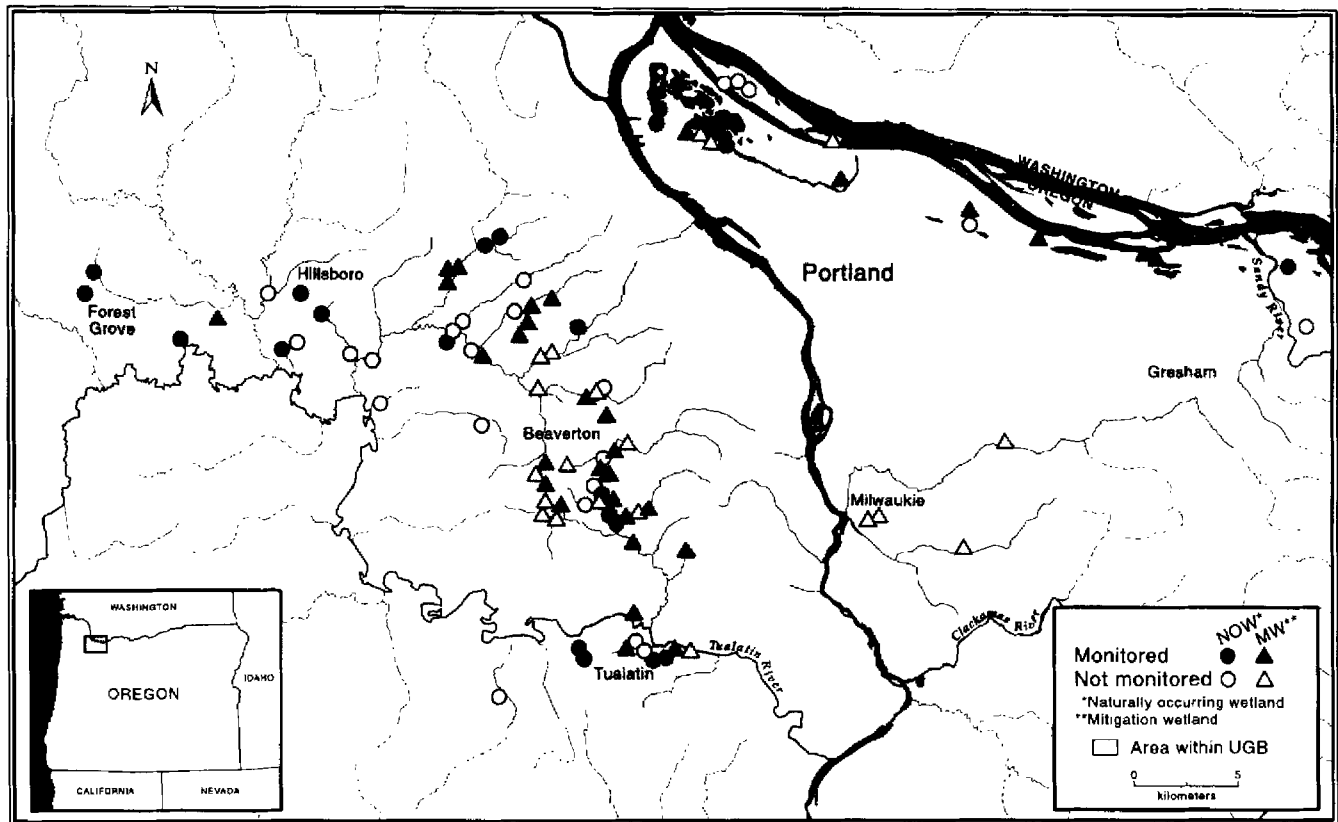 N
WASHINGTON
OREGON
Portland
Hillsboro
Forest
Grove
Sandy River
Gresham
Beaverton
Milwaukie
Clackamas River
Tualatin River
Tualatin
WASHINGTON
OREGON
IDAHO
CALIFORNIA
NEVADA
NOW* MW**
Monitored
Not monitored
*Naturally occurring wetland
**Mitigation wetland
Area within UGB
0 5
kilometers